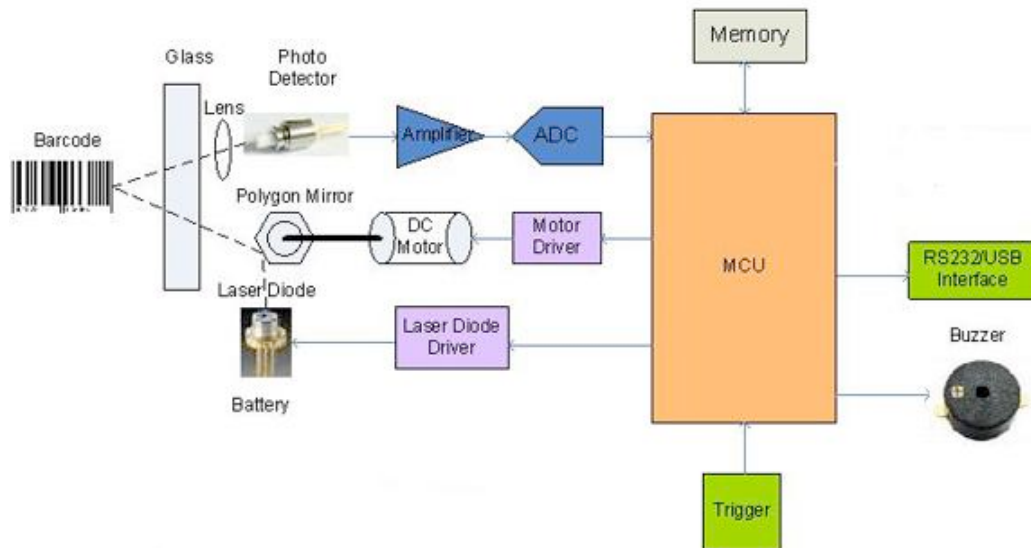 Memory
Glass
Photo
Detector
Lens
Barcode
Amplifier
ADC
Polygon Mirror
DC
Motor
Motor
Driver
MCU
RS232/USB
Interface
Laser Diode
Laser Diode
Driver
Buzzer
Battery
Trigger